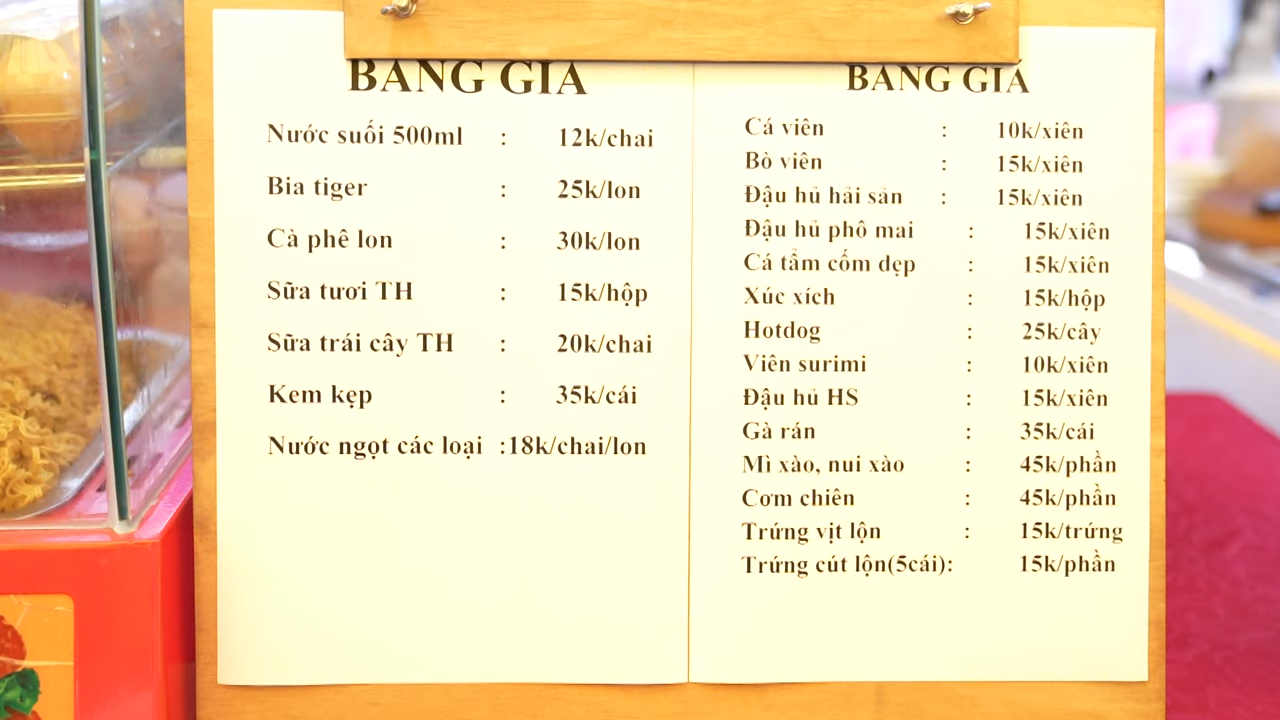 BẢNG GIÁ
Nước suối 500ml : 12k/chai
Bia tiger : 25k/lon
Cà phê lon : 30k/lon
Sữa tươi TH : 15k/hộp
Sữa trái cây TH : 20k/chai
Kem kẹp : 35k/cái
Nước ngọt các loại :18k/chai/lon
BẢNG GIÁ
Cá viên : 10k/xiên
Bò viên : 15k/xiên
Đậu hủ hải sản : 15k/xiên
Đậu hủ phô mai : 15k/xiên
Cá tẩm cốm dẹp : 15k/xiên
Xúc xích : 15k/hộp
Hotdog : 25k/cây
Viên surimi : 10k/xiên
Đậu hủ HS : 15k/xiên
Gà rán : 35k/cái
Mì xào, nui xào : 45k/phần
Cơm chiên : 45k/phần
Trứng vịt lộn : 15k/trứng
Trứng cút lộn(5cái): 15k/phần